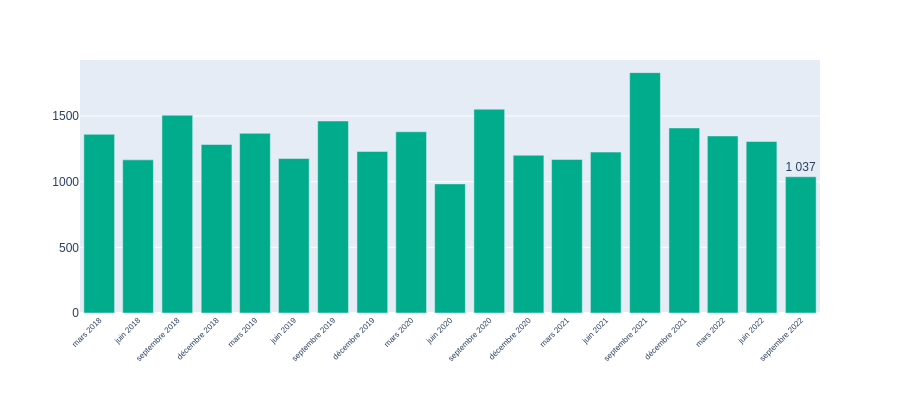 1500
1000
500
0
1 037
mars 2018
juin 2018
septembre 2018
décembre 2018
mars 2019
juin 2019
septembre 2019
décembre 2019
mars 2020
juin 2020
septembre 2020
décembre 2020
mars 2021
juin 2021
septembre 2021
décembre 2021
mars 2022
juin 2022
septembre 2022